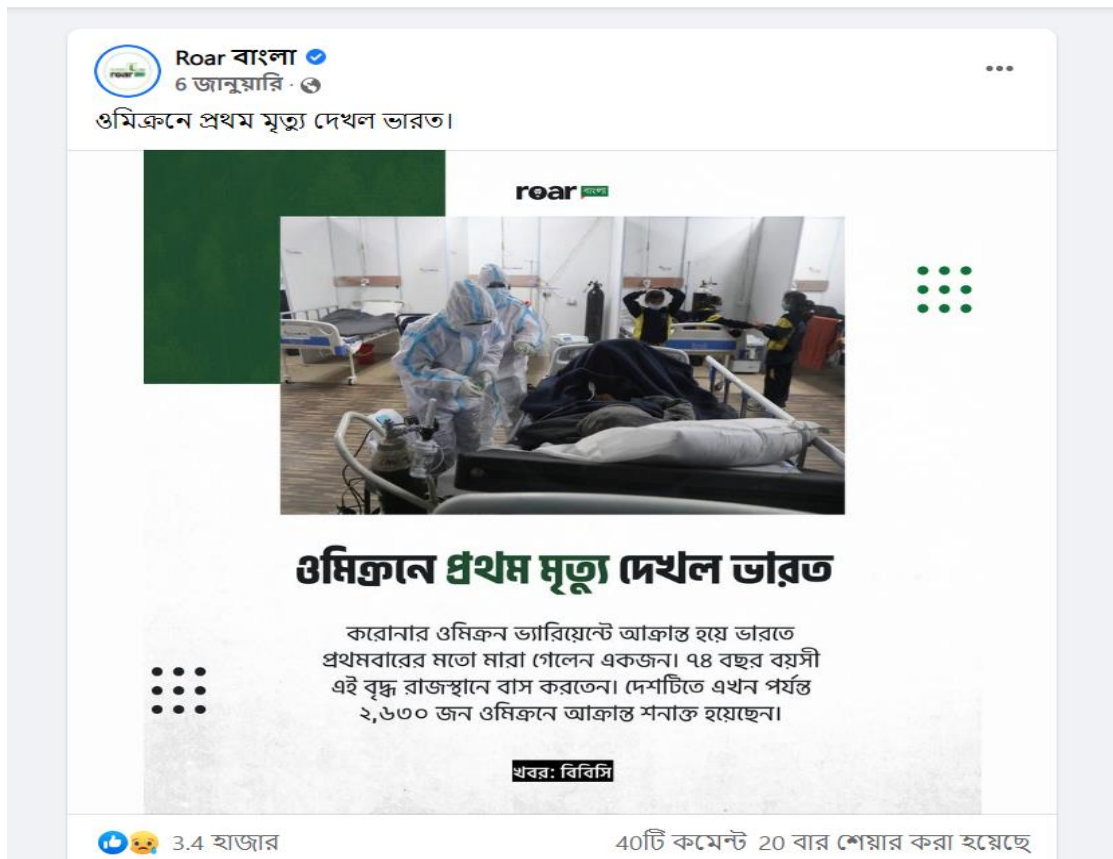 Roar বাংলা
6 জানুয়ারি
ওমিক্রনে প্রথম মৃত্যু দেখল ভারত।
roar বাংলা
ওমিক্রনে প্রথম মৃত্যু দেখল ভারত
করোনার ওমিক্রন ভ্যারিয়েন্টে আক্রান্ত হয়ে ভারতে
প্রথমবারের মতো মারা গেলেন একজন। ৭৪ বছর বয়সী
এই বৃদ্ধ রাজস্থানে বাস করতেন। দেশটিতে এখন পর্যন্ত
২,৬৩০ জন ওমিক্রনে আক্রান্ত শনাক্ত হয়েছেন।
খবর: বিবিসি
3.4 হাজার
40টি কমেন্ট 20 বার শেয়ার করা হয়েছে